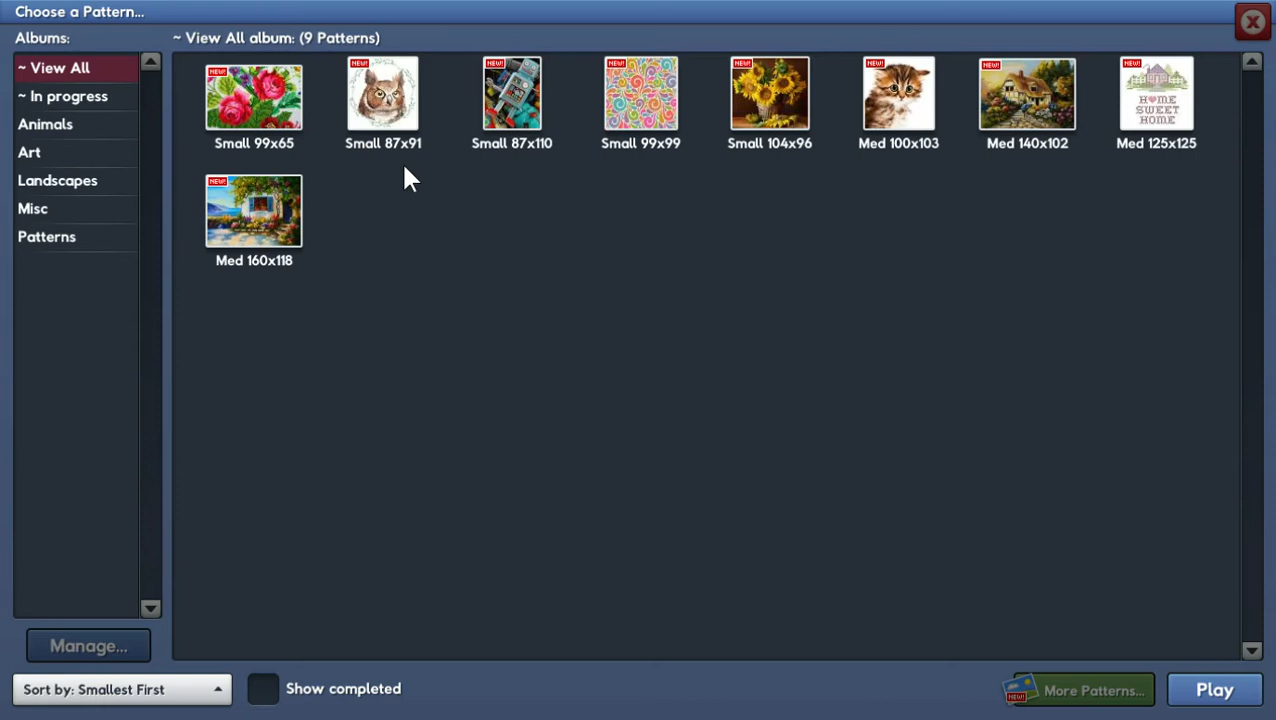 Choose a Pattern...
Albums:
~ View All album: (9 Patterns)
~ View All
~ In progress
Animals
Art
Landscapes
Misc
Patterns
NEW! NEW! NEW! NEW! NEW! NEW! NEW! NEW!
HOME
SWEET
HOME
Small 99x65 Small 87x91 Small 87x110 Small 99x99 Small 104x96 Med 100x103 Med 140x102 Med 125x125
NEW!
Med 160x118
Manage...
Sort by: Smallest First
Show completed
NEW!
More Patterns...
Play